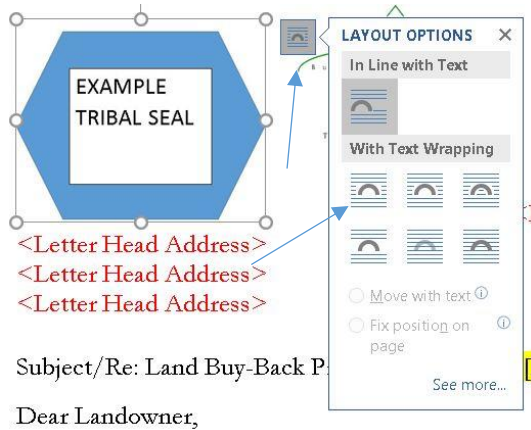 EXAMPLE
TRIBAL SEAL
<Letter Head Address>
<Letter Head Address>
<Letter Head Address>
Subject/Re: Land Buy-Back P
Dear Landowner,
LAYOUT OPTIONS
In Line with Text
With Text Wrapping
Move with text
Fix position on
page
See more...